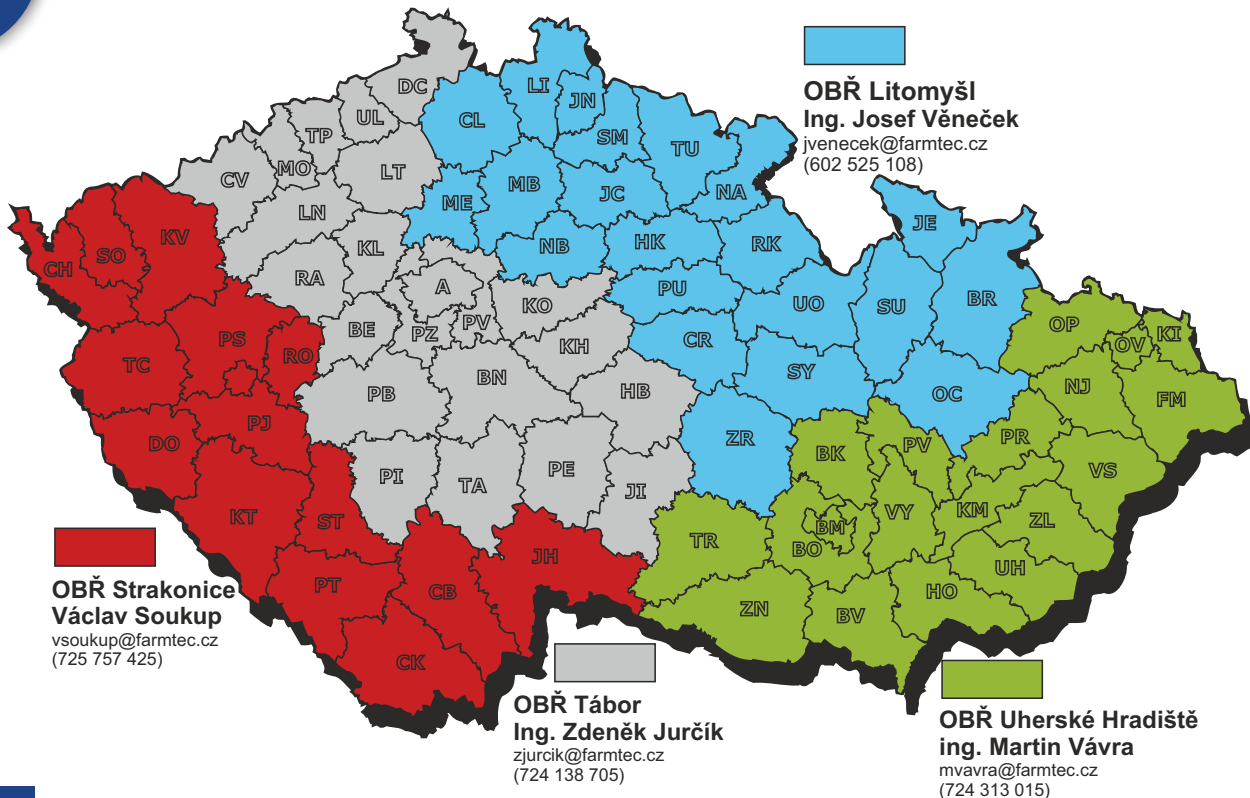 OBŘ Litomyšl
Ing. Josef Věneček
jvenecek@farmtec.cz
(602 525 108)
DC
LI
JN
UL
CL
SM
TP
TU
MO
LT
CV
MB
JC
NA
ME
LN
KV
JE
NB
HK
RK
KL
SO
CH
RA
A
PU
KO
UO
SU
BR
BE
PZ
PV
OP
KI
PS
CR
OV
KH
RO
TC
BN
SY
NJ
HB
PB
OC
FM
PJ
DO
ZR
PV
PR
BK
VS
PE
PI
TA
JI
KT
ST
VY
KM
ZL
BM
TR
BO
JH
UH
PT
CB
HO
ZN
BV
CK
OBŘ Strakonice
Václav Soukup
vsoukup@farmtec.cz
(725 757 425)
OBŘ Tábor
Ing. Zdeněk Jurčík
zjurcik@farmtec.cz
(724 138 705)
OBŘ Uherské Hradiště
ing. Martin Vávra
mvavra@farmtec.cz
(724 313 015)